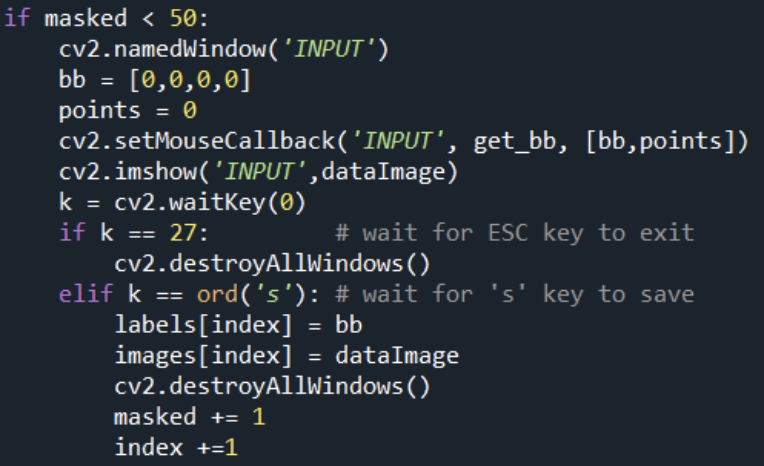 if masked < 50:
    cv2.namedWindow('INPUT')
    bb = [0,0,0,0]
    points = 0
    cv2.setMouseCallback('INPUT', get_bb, [bb,points])
    cv2.imshow('INPUT',dataImage)
    k = cv2.waitKey(0)
    if k == 27:         # wait for ESC key to exit
        cv2.destroyAllWindows()
    elif k == ord('s'): # wait for 's' key to save
        labels[index] = bb
        images[index] = dataImage
        cv2.destroyAllWindows()
        masked += 1
        index +=1